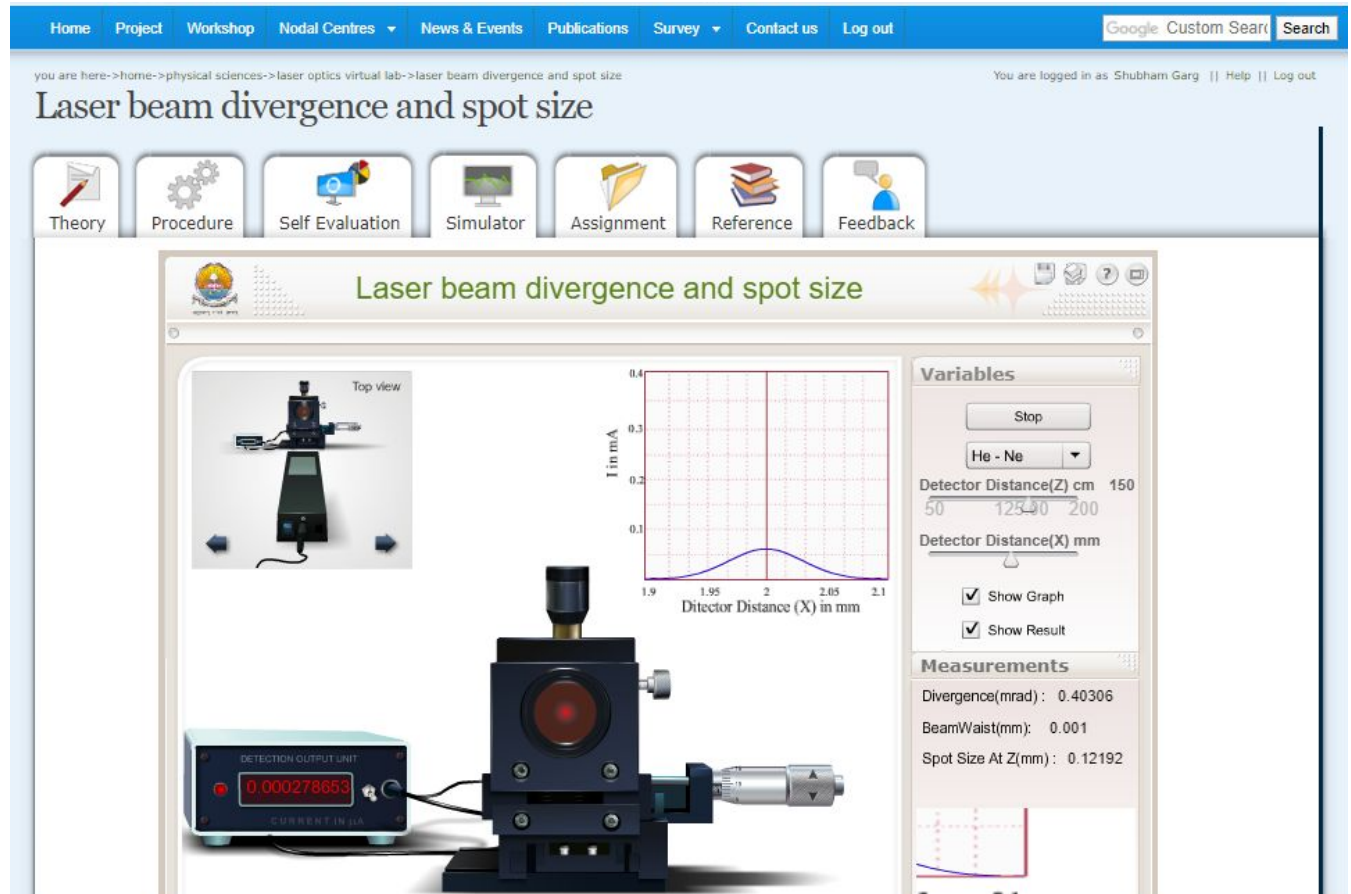 Home Project Workshop Nodal Centres News & Events Publications Survey Contact us Log out Google Custom Search Search
you are here->home->physical sciences->laser optics virtual lab->laser beam divergence and spot size You are logged in as Shubham Garg || Help || Log out
Laser beam divergence and spot size
Theory Procedure Self Evaluation Simulator Assignment Reference Feedback
Laser beam divergence and spot size
Top view
0.4
0.3
0.2
0.1
I in mA
1.9 1.95 2 2.05 2.1
Ditector Distance (X) in mm
DETECTION OUTPUT UNIT
0.000278653
CURRENT IN µA
Variables
Stop
He - Ne
Detector Distance(Z) cm 150
50 125.00 200
Detector Distance(X) mm
Show Graph
Show Result
Measurements
Divergence(mrad) : 0.40306
BeamWaist(mm): 0.001
Spot Size At Z(mm) : 0.12192